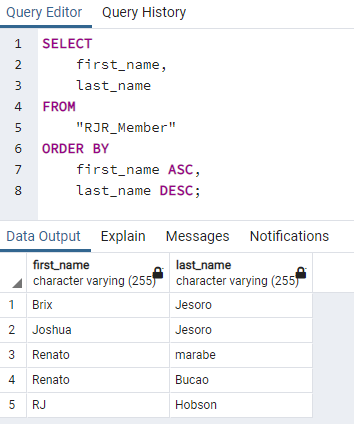 Query Editor Query History
1 SELECT
2 first_name,
3 last_name
4 FROM
5 "RJR_Member"
6 ORDER BY
7 first_name ASC,
8 last_name DESC;
Data Output Explain Messages Notifications
first_name last_name
character varying (255) character varying (255)
1 Brix Jesoro
2 Joshua Jesoro
3 Renato marabe
4 Renato Bucao
5 RJ Hobson